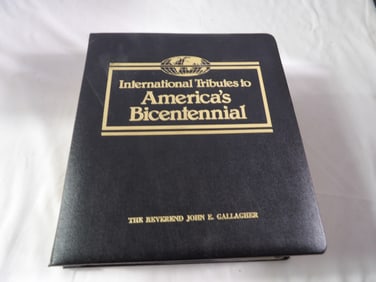 International Tributes to
America's
Bicentennial
THE REVEREND JOHN E. GALLAGHER